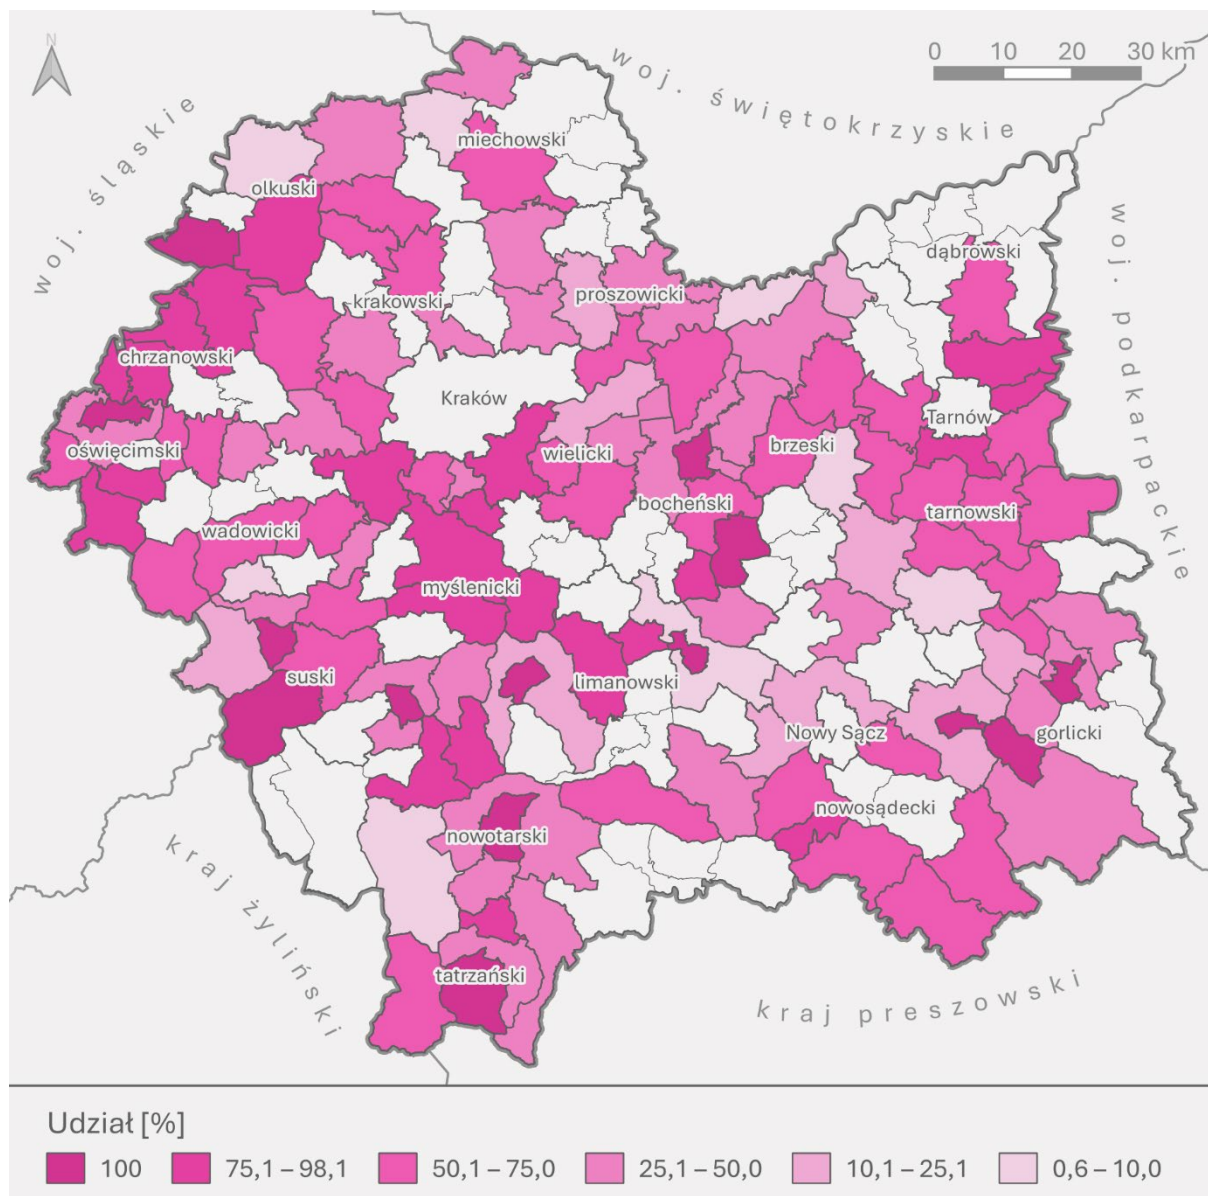 N
0 10 20 30 km
woj. śląskie
woj. świętokrzyskie
miechowski
olkuski
woj. podkarpackie
dąbrowski
krakowski
proszowicki
chrzanowski
Kraków
Tarnów
oświęcimski
wielicki
brzeski
bocheński
tarnowski
wadowicki
myślenicki
suski
limanowski
Nowy Sącz
gorlicki
nowosądecki
nowotarski
kraj żyliński
tatrzański
kraj preszowski
Udział [%]
100 75,1 – 98,1 50,1 – 75,0 25,1 – 50,0 10,1 – 25,1 0,6 – 10,0